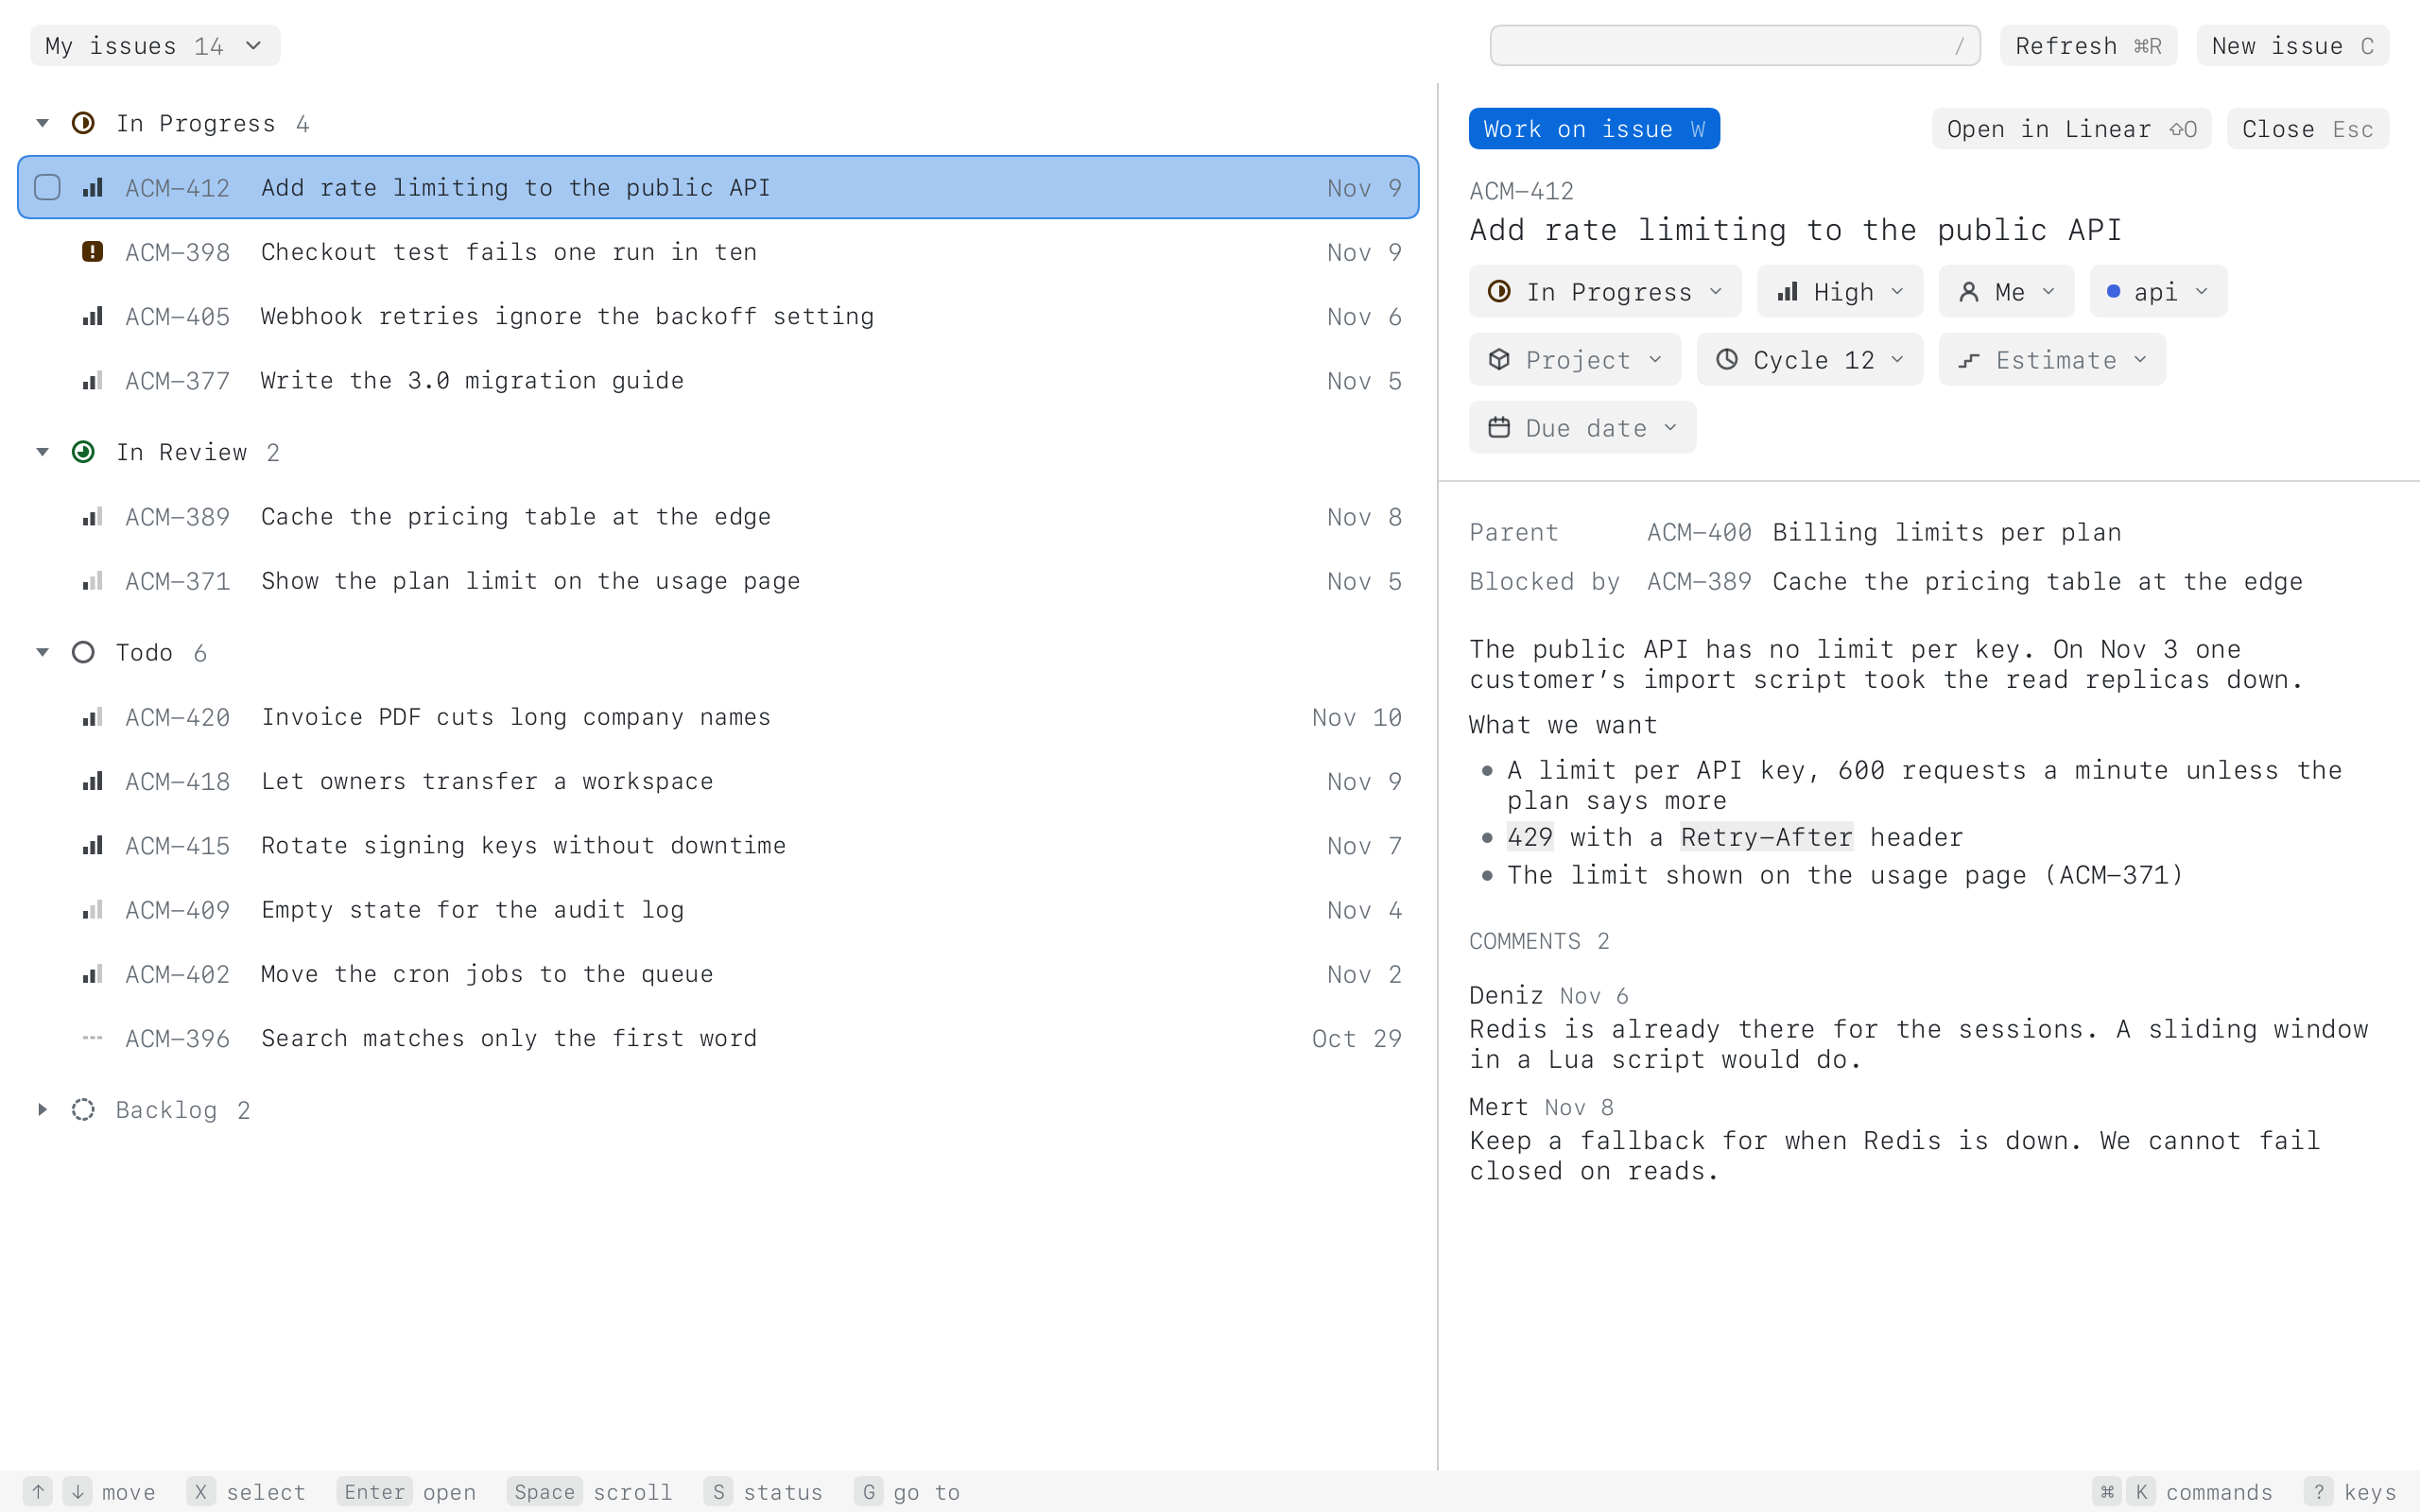 My issues 14
/
Refresh ⌘R
New issue C
In Progress 4
ACM-412 Add rate limiting to the public API Nov 9
ACM-398 Checkout test fails one run in ten Nov 9
ACM-405 Webhook retries ignore the backoff setting Nov 6
ACM-377 Write the 3.0 migration guide Nov 5
In Review 2
ACM-389 Cache the pricing table at the edge Nov 8
ACM-371 Show the plan limit on the usage page Nov 5
Todo 6
ACM-420 Invoice PDF cuts long company names Nov 10
ACM-418 Let owners transfer a workspace Nov 9
ACM-415 Rotate signing keys without downtime Nov 7
ACM-409 Empty state for the audit log Nov 4
ACM-402 Move the cron jobs to the queue Nov 2
ACM-396 Search matches only the first word Oct 29
Backlog 2
Work on issue W
Open in Linear ⇧O
Close Esc
ACM-412
Add rate limiting to the public API
In Progress High Me api
Project Cycle 12 Estimate
Due date
Parent ACM-400 Billing limits per plan
Blocked by ACM-389 Cache the pricing table at the edge
The public API has no limit per key. On Nov 3 one
customer’s import script took the read replicas down.
What we want
• A limit per API key, 600 requests a minute unless the
plan says more
• 429 with a Retry-After header
• The limit shown on the usage page (ACM-371)
COMMENTS 2
Deniz Nov 6
Redis is already there for the sessions. A sliding window
in a Lua script would do.
Mert Nov 8
Keep a fallback for when Redis is down. We cannot fail
closed on reads.
↑ ↓ move X select Enter open Space scroll S status G go to
⌘ K commands ? keys